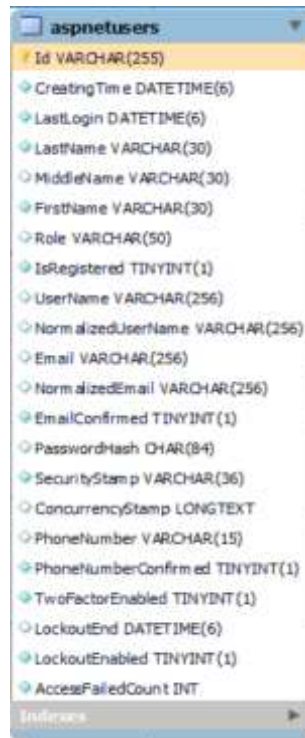 aspnetusers
Id VARCHAR(255)
CreatingTime DATETIME(6)
LastLogin DATETIME(6)
LastName VARCHAR(30)
MiddleName VARCHAR(30)
FirstName VARCHAR(30)
Role VARCHAR(50)
IsRegistered TINYINT(1)
UserName VARCHAR(256)
NormalizedUserName VARCHAR(256)
Email VARCHAR(256)
NormalizedEmail VARCHAR(256)
EmailConfirmed TINYINT(1)
PasswordHash CHAR(84)
SecurityStamp VARCHAR(36)
ConcurrencyStamp LONGTEXT
PhoneNumber VARCHAR(15)
PhoneNumberConfirmed TINYINT(1)
TwoFactorEnabled TINYINT(1)
LockoutEnd DATETIME(6)
LockoutEnabled TINYINT(1)
AccessFailedCount INT
Indexes